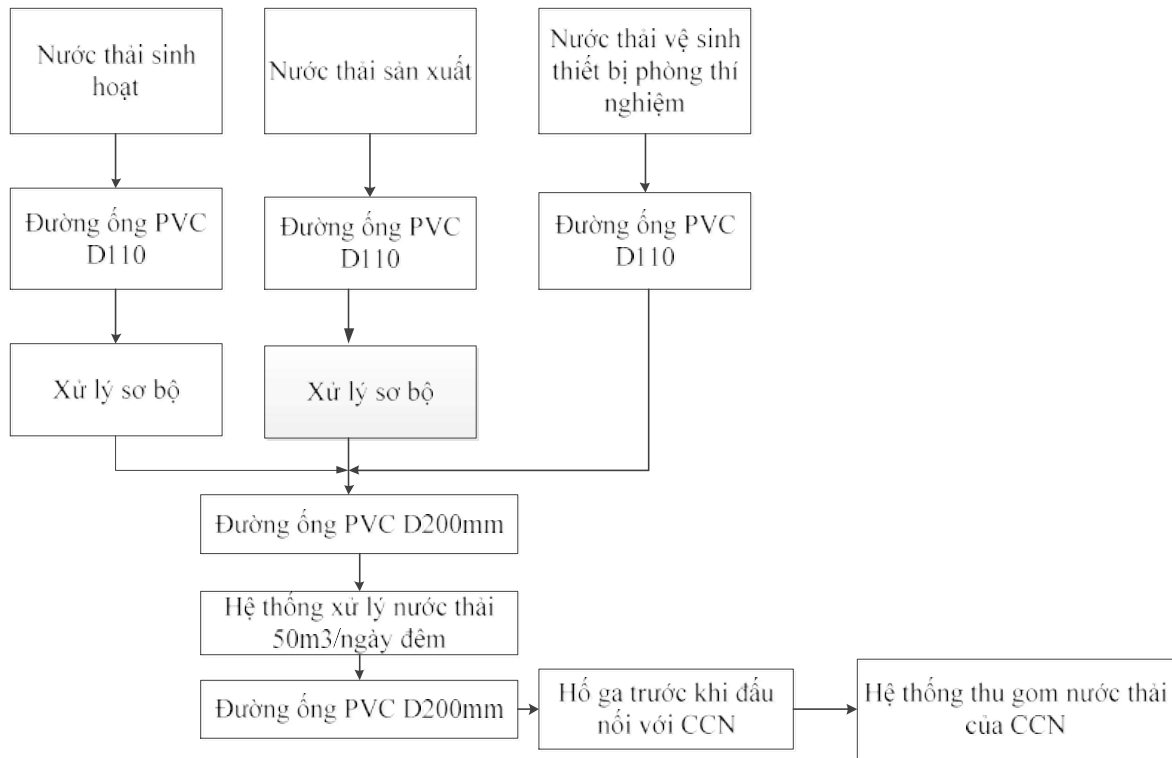 Nước thải sinh
hoạt
Nước thải sản xuất
Nước thải vệ sinh
thiết bị phòng thí
nghiệm
Đường ống PVC
D110
Đường ống PVC
D110
Đường ống PVC
D110
Xử lý sơ bộ
Xử lý sơ bộ
Đường ống PVC D200mm
Hệ thống xử lý nước thải
50m3/ngày đêm
Đường ống PVC D200mm
Hố ga trước khi đấu
nối với CCN
Hệ thống thu gom nước thải
của CCN